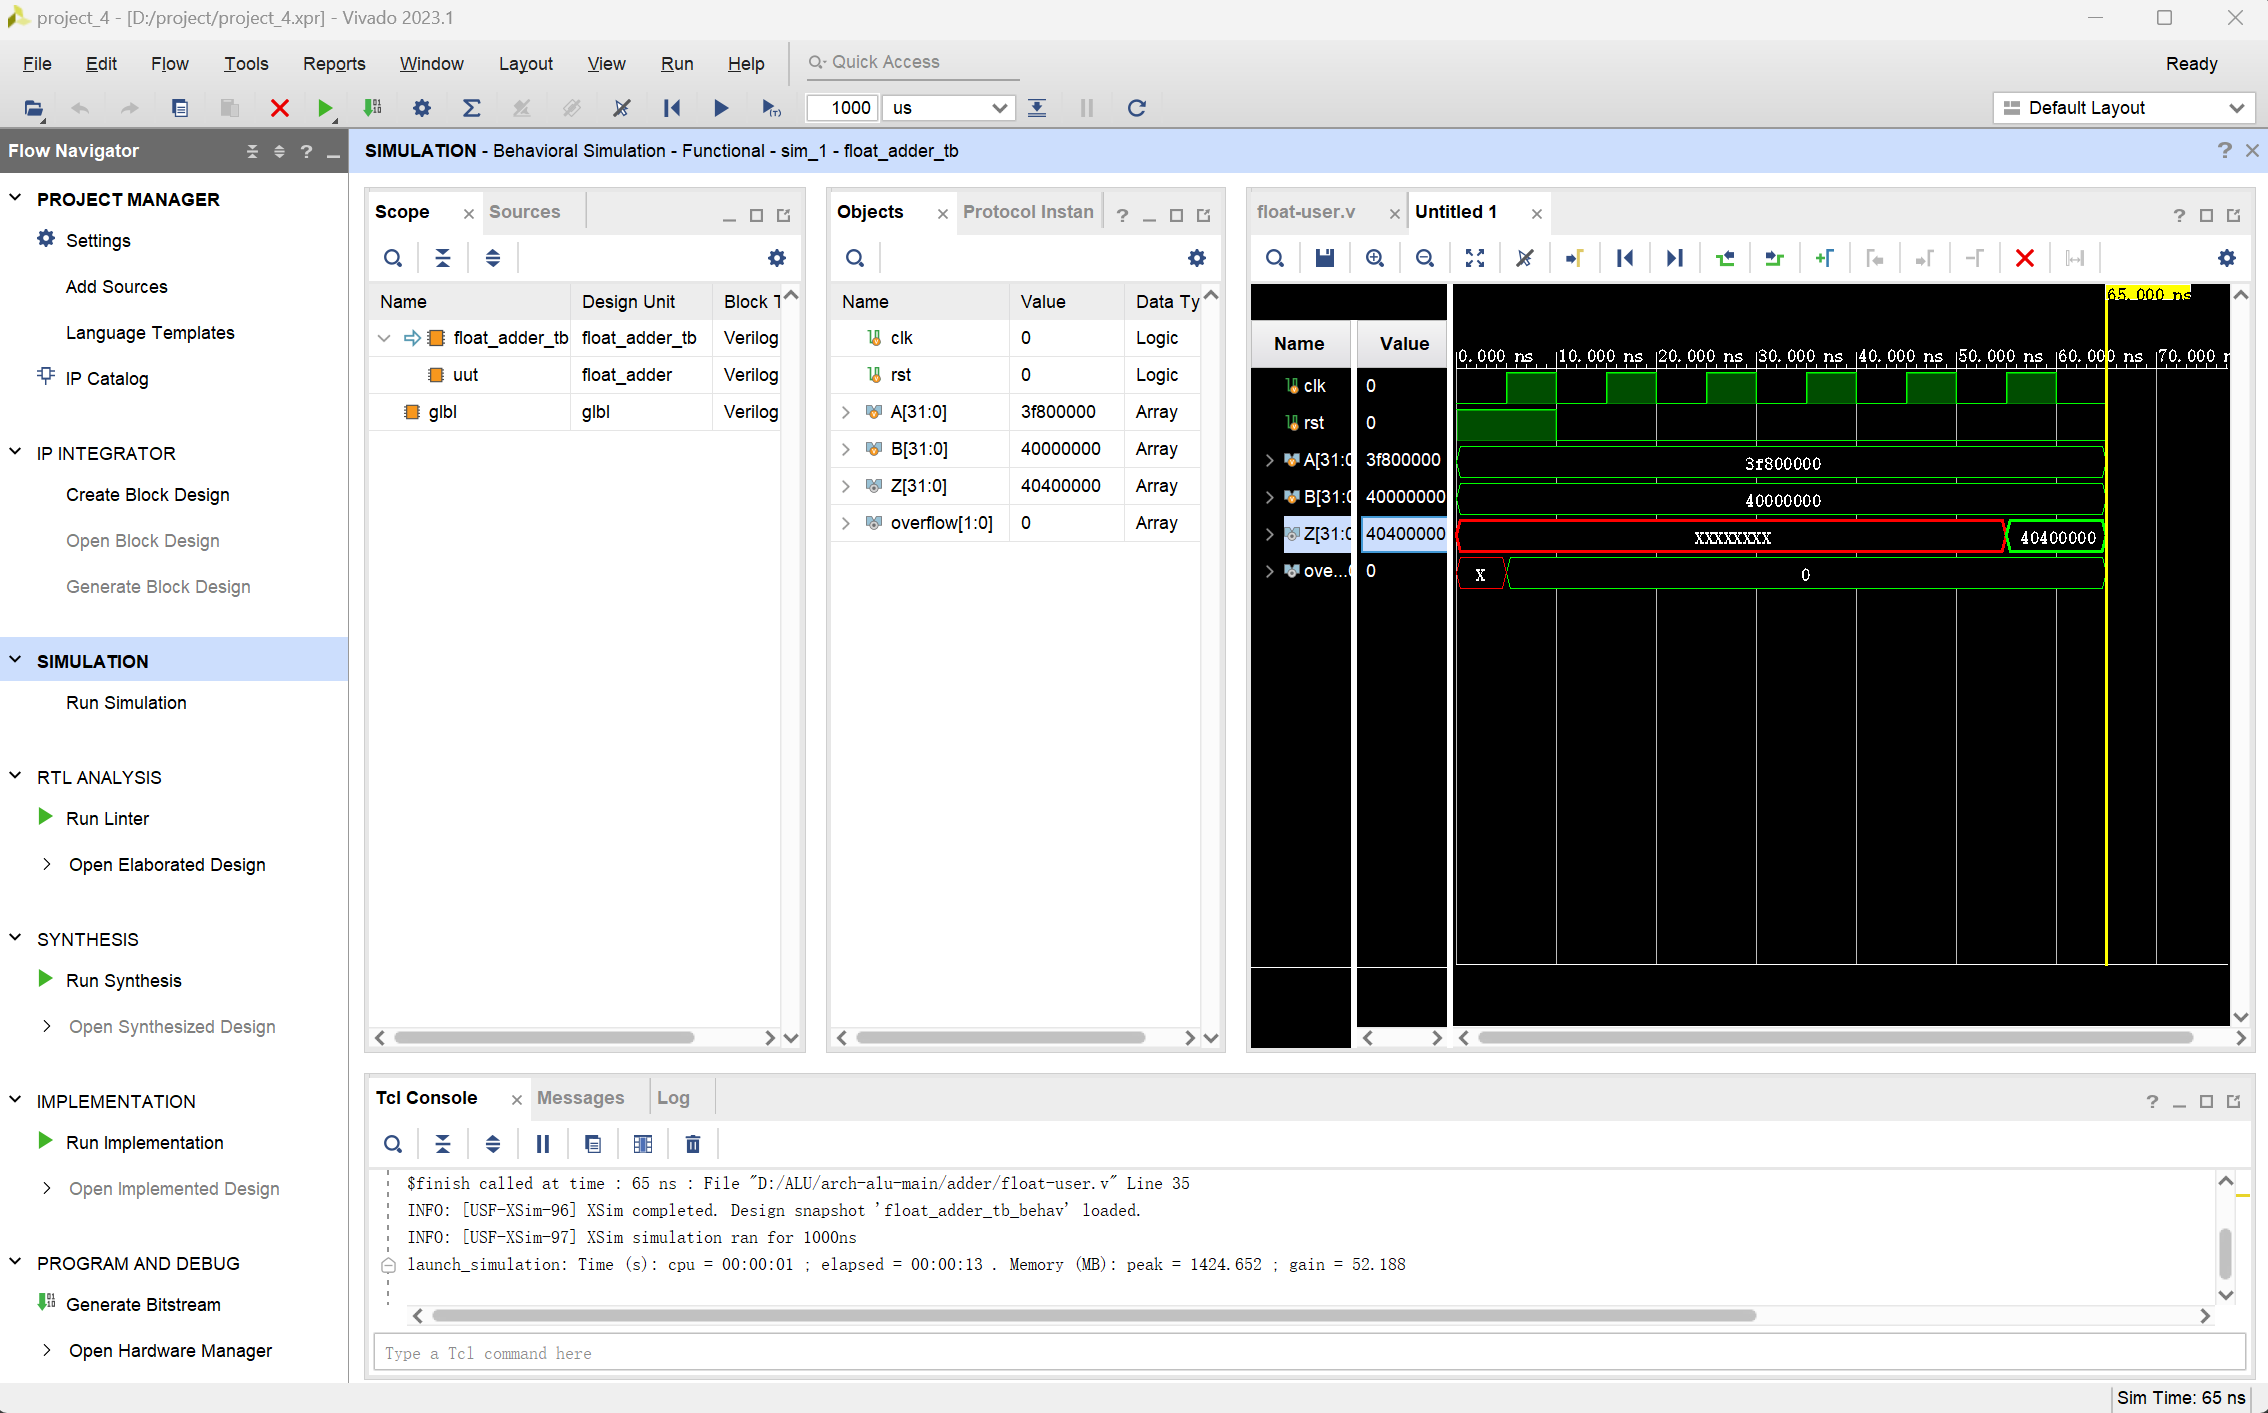 project_4 - [D:/project/project_4.xpr] - Vivado 2023.1
File Edit Flow Tools Reports Window Layout View Run Help Quick Access Ready
1000 us Default Layout
Flow Navigator
SIMULATION - Behavioral Simulation - Functional - sim_1 - float_adder_tb
PROJECT MANAGER
Settings
Add Sources
Language Templates
IP Catalog
IP INTEGRATOR
Create Block Design
Open Block Design
Generate Block Design
SIMULATION
Run Simulation
RTL ANALYSIS
Run Linter
Open Elaborated Design
SYNTHESIS
Run Synthesis
Open Synthesized Design
IMPLEMENTATION
Run Implementation
Open Implemented Design
PROGRAM AND DEBUG
Generate Bitstream
Open Hardware Manager
Scope Sources
Name Design Unit Block T
float_adder_tb float_adder_tb Verilog
uut float_adder Verilog
glbl glbl Verilog
Objects Protocol Instan
Name Value Data Ty
clk 0 Logic
rst 0 Logic
A[31:0] 3f800000 Array
B[31:0] 40000000 Array
Z[31:0] 40400000 Array
overflow[1:0] 0 Array
float-user.v Untitled 1
65.000 ns
Name Value
0.000 ns 10.000 ns 20.000 ns 30.000 ns 40.000 ns 50.000 ns 60.000 ns 70.000 n
clk 0
rst 0
A[31:0 3f800000 3f800000
B[31:0 40000000 40000000
Z[31:0 40400000 XXXXXXXX 40400000
ove... 0 X 0
Tcl Console Messages Log
$finish called at time : 65 ns : File "D:/ALU/arch-alu-main/adder/float-user.v" Line 35
INFO: [USF-XSim-96] XSim completed. Design snapshot 'float_adder_tb_behav' loaded.
INFO: [USF-XSim-97] XSim simulation ran for 1000ns
launch_simulation: Time (s): cpu = 00:00:01 ; elapsed = 00:00:13 . Memory (MB): peak = 1424.652 ; gain = 52.188
Type a Tcl command here
Sim Time: 65 ns